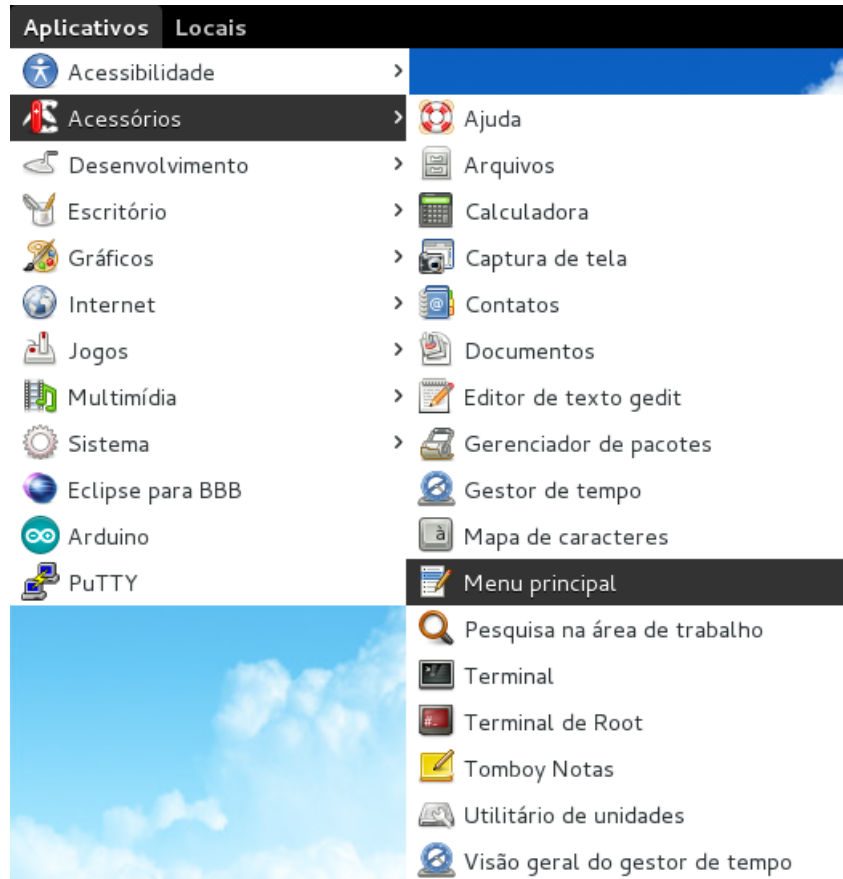 Aplicativos Locais
Acessibilidade
Acessórios
Desenvolvimento
Escritório
Gráficos
Internet
Jogos
Multimídia
Sistema
Eclipse para BBB
Arduino
PuTTY
Ajuda
Arquivos
Calculadora
Captura de tela
Contatos
Documentos
Editor de texto gedit
Gerenciador de pacotes
Gestor de tempo
Mapa de caracteres
Menu principal
Pesquisa na área de trabalho
Terminal
Terminal de Root
Tomboy Notas
Utilitário de unidades
Visão geral do gestor de tempo